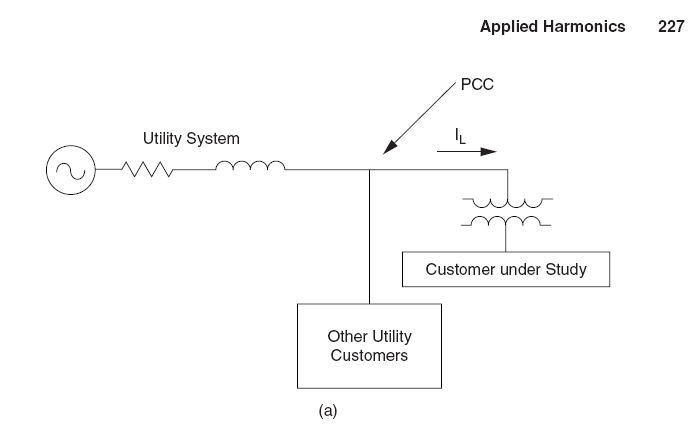 Applied Harmonics 227
PCC
Utility System
I_L
Customer under Study
Other Utility
Customers
(a)